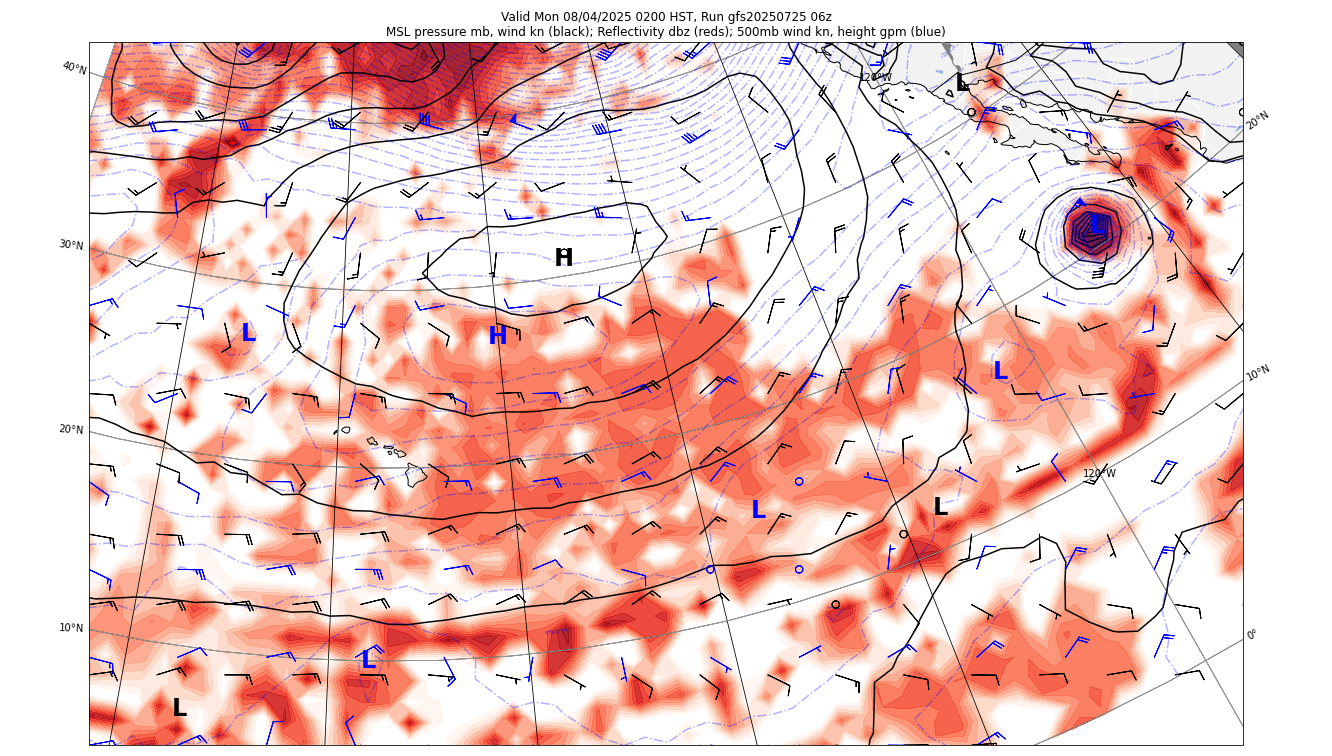 Valid Mon 08/04/2025 0200 HST, Run gfs20250725 06z
MSL pressure mb, wind kn (black); Reflectivity dbz (reds); 500mb wind kn, height gpm (blue)
40°N
120°W
L
20°N
30°N
H
L
H
L
10°N
20°N
120°W
L
L
10°N
0°
L
L